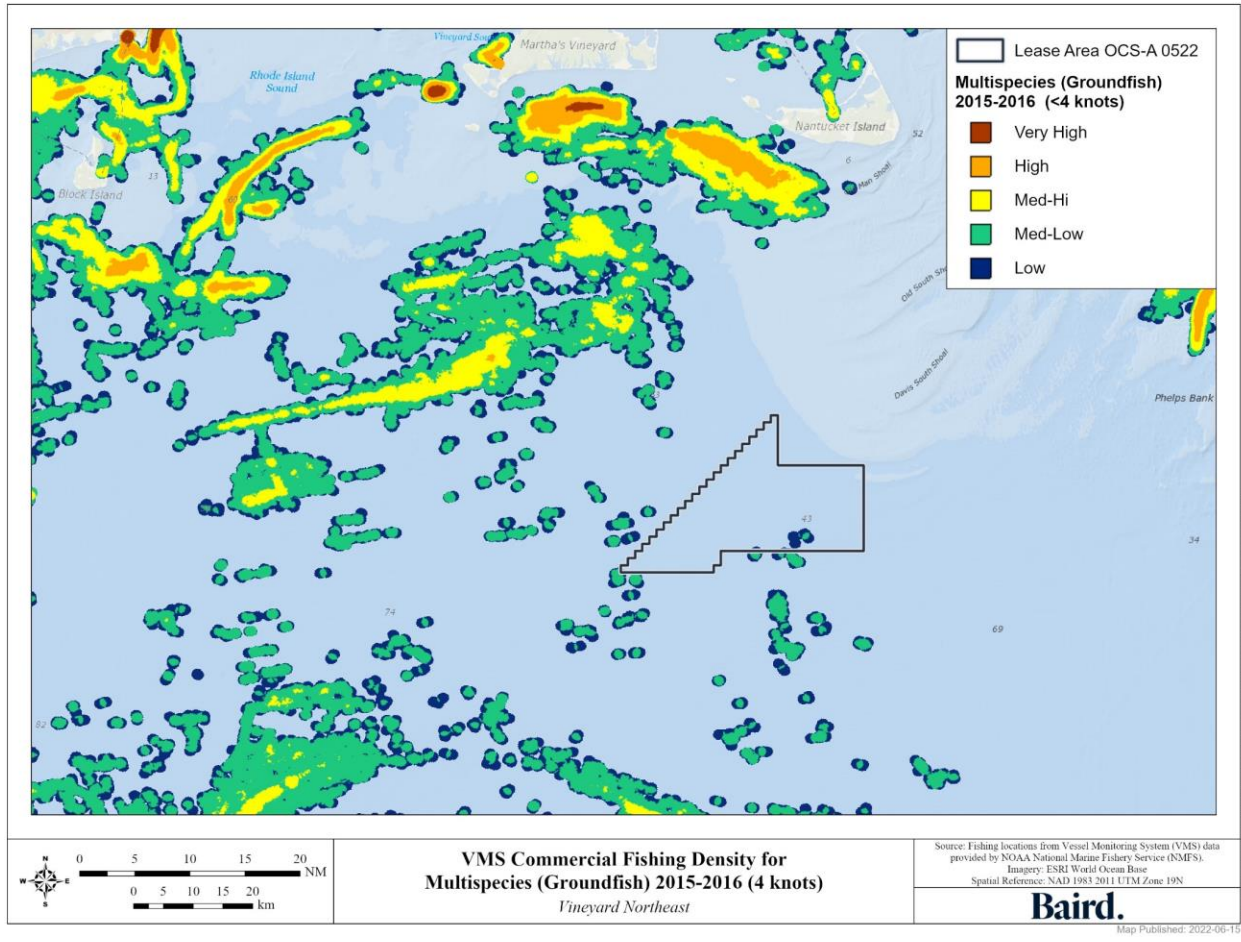 Vineyard Sou
Martha's Vineyard
Rhode Island
Sound
Nantucket Island
52
6
Man Shoal
13
Block Island
Old South Sho
Davis South Shoal
Phelps Bank
43
34
74
69
82
Lease Area OCS-A 0522
Multispecies (Groundfish)
2015-2016 (<4 knots)
Very High
High
Med-Hi
Med-Low
Low
N
W E
S
0 5 10 15 20
NM
0 5 10 15 20
km
VMS Commercial Fishing Density for
Multispecies (Groundfish) 2015-2016 (4 knots)
Vineyard Northeast
Source: Fishing locations from Vessel Monitoring System (VMS) data
provided by NOAA National Marine Fishery Service (NMFS).
Imagery: ESRI World Ocean Base
Spatial Reference: NAD 1983 2011 UTM Zone 19N
Baird.
Map Published: 2022-06-15